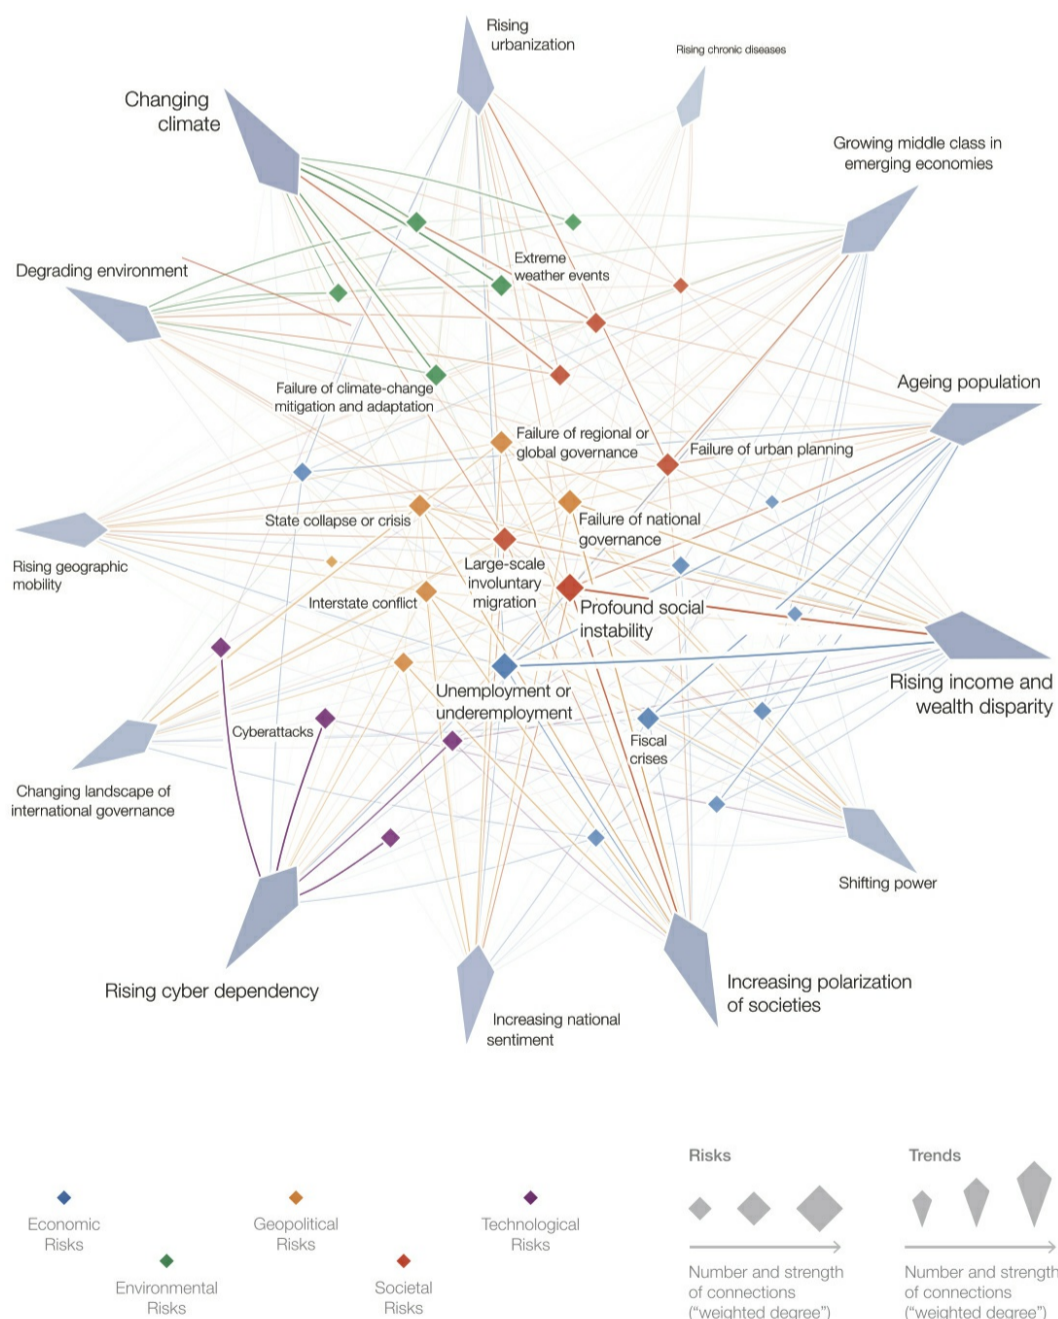 Rising
urbanization
Rising chronic diseases
Changing
climate
Growing middle class in
emerging economies
Degrading environment
Extreme
weather events
Failure of climate-change
mitigation and adaptation
Ageing population
Failure of regional or
global governance
Failure of urban planning
State collapse or crisis
Failure of national
governance
Rising geographic
mobility
Large-scale
involuntary
migration
Interstate conflict
Profound social
instability
Unemployment or
underemployment
Rising income and
wealth disparity
Cyberattacks
Fiscal
crises
Changing landscape of
international governance
Shifting power
Rising cyber dependency
Increasing polarization
of societies
Increasing national
sentiment
Risks
Trends
Economic
Risks
Geopolitical
Risks
Technological
Risks
Environmental
Risks
Societal
Risks
Number and strength
of connections
("weighted degree")
Number and strength
of connections
("weighted degree")